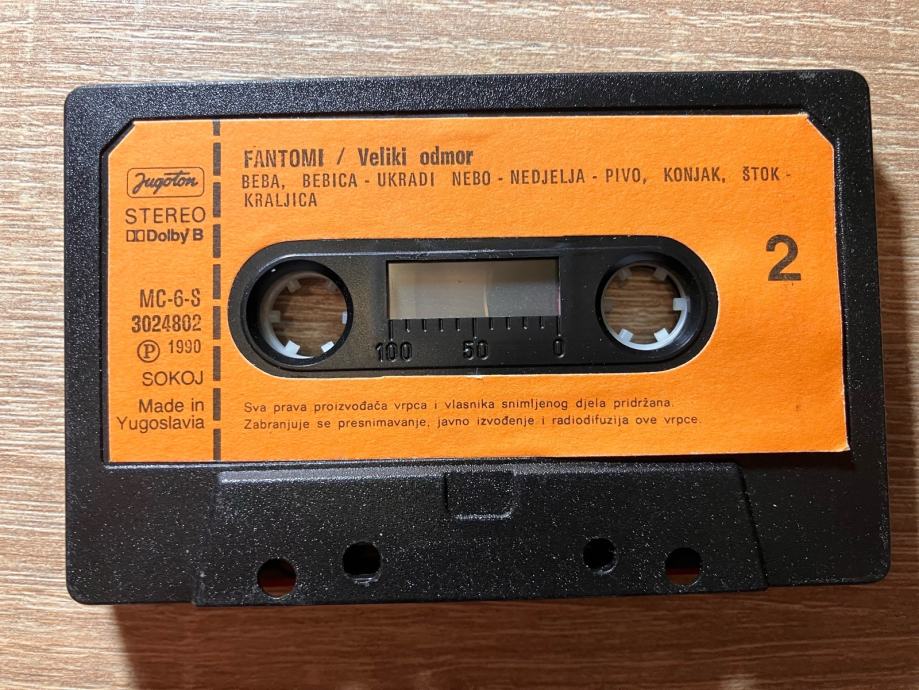 Jugoton
STEREO
Dolby B
MC-6-S
3024802
Ⓟ 1990
SOKOJ
Made in
Yugoslavia
FANTOMI / Veliki odmor
BEBA, BEBICA - UKRADI NEBO - NEDJELJA - PIVO, KONJAK, ŠTOK -
KRALJICA
2
100 50 0
Sva prava proizvođača vrpca i vlasnika snimljenog djela pridržana.
Zabranjuje se presnimavanje, javno izvođenje i radiodifuzija ove vrpce.